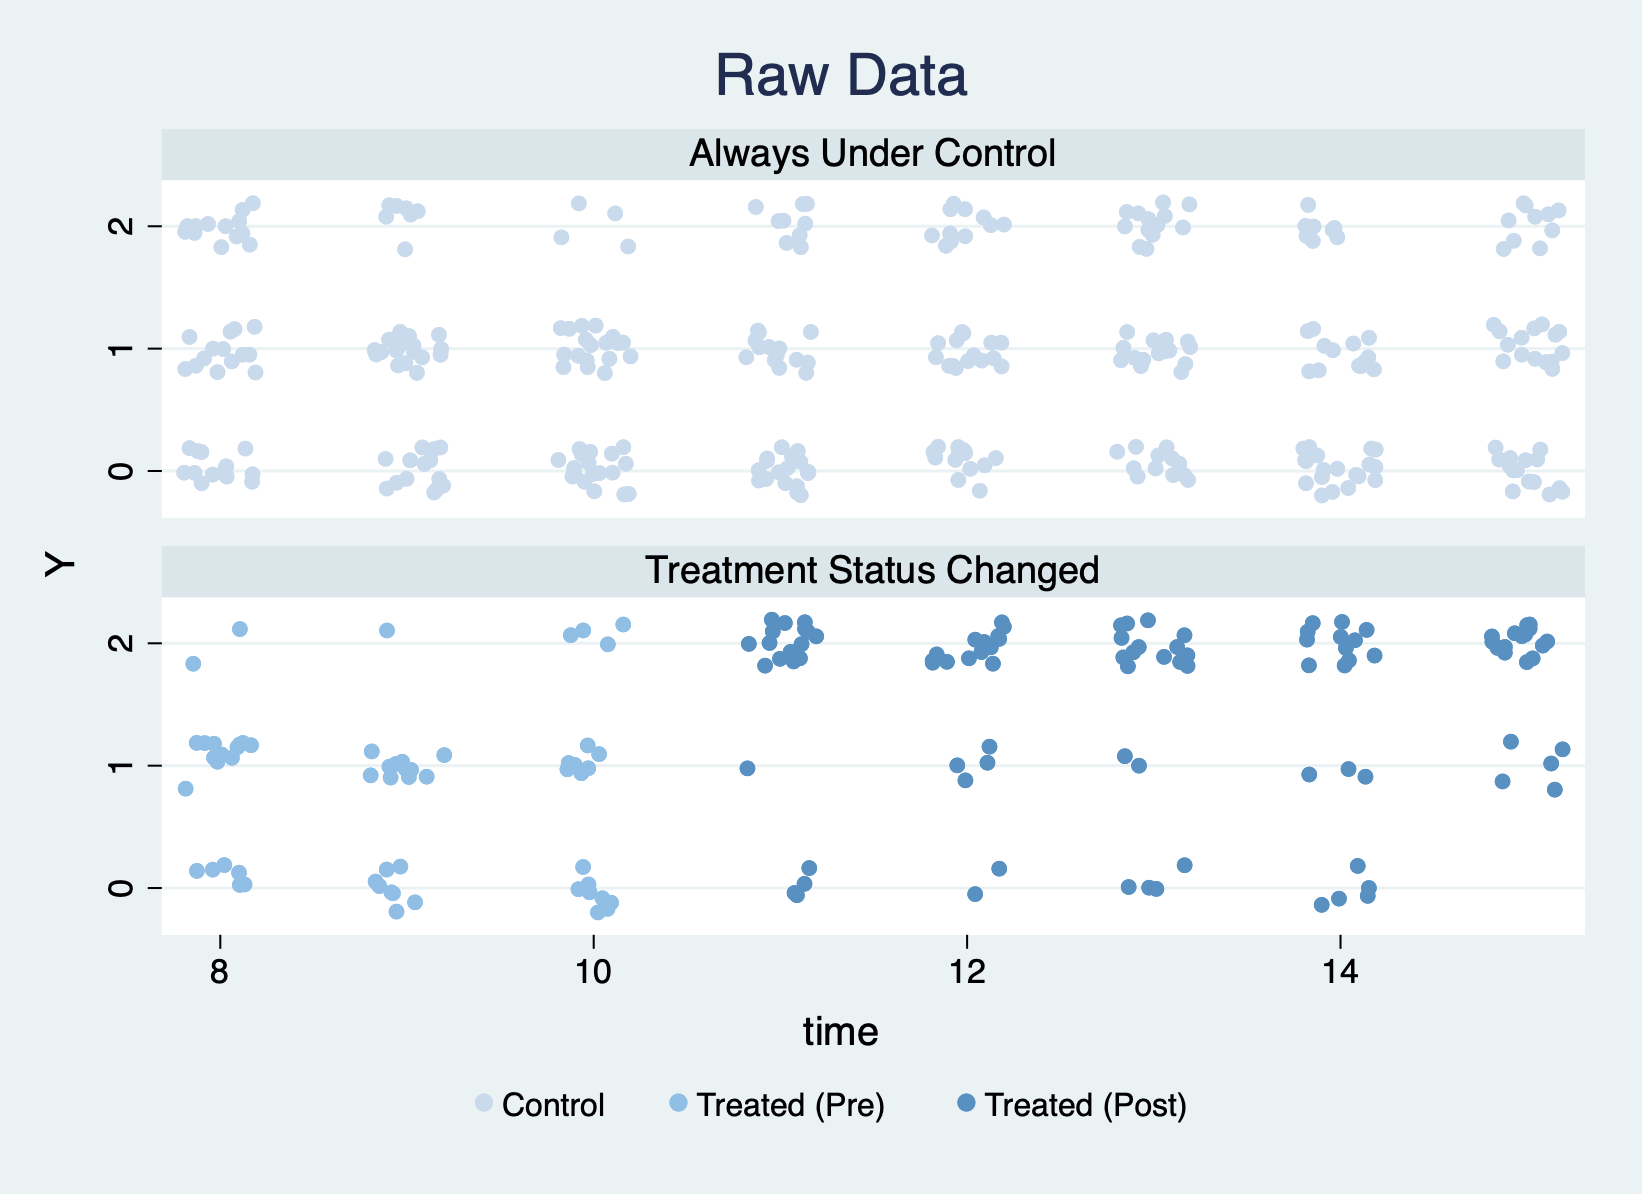 Raw Data
Always Under Control
2
1
0
Y
Treatment Status Changed
2
1
0
8 10 12 14
time
Control Treated (Pre) Treated (Post)